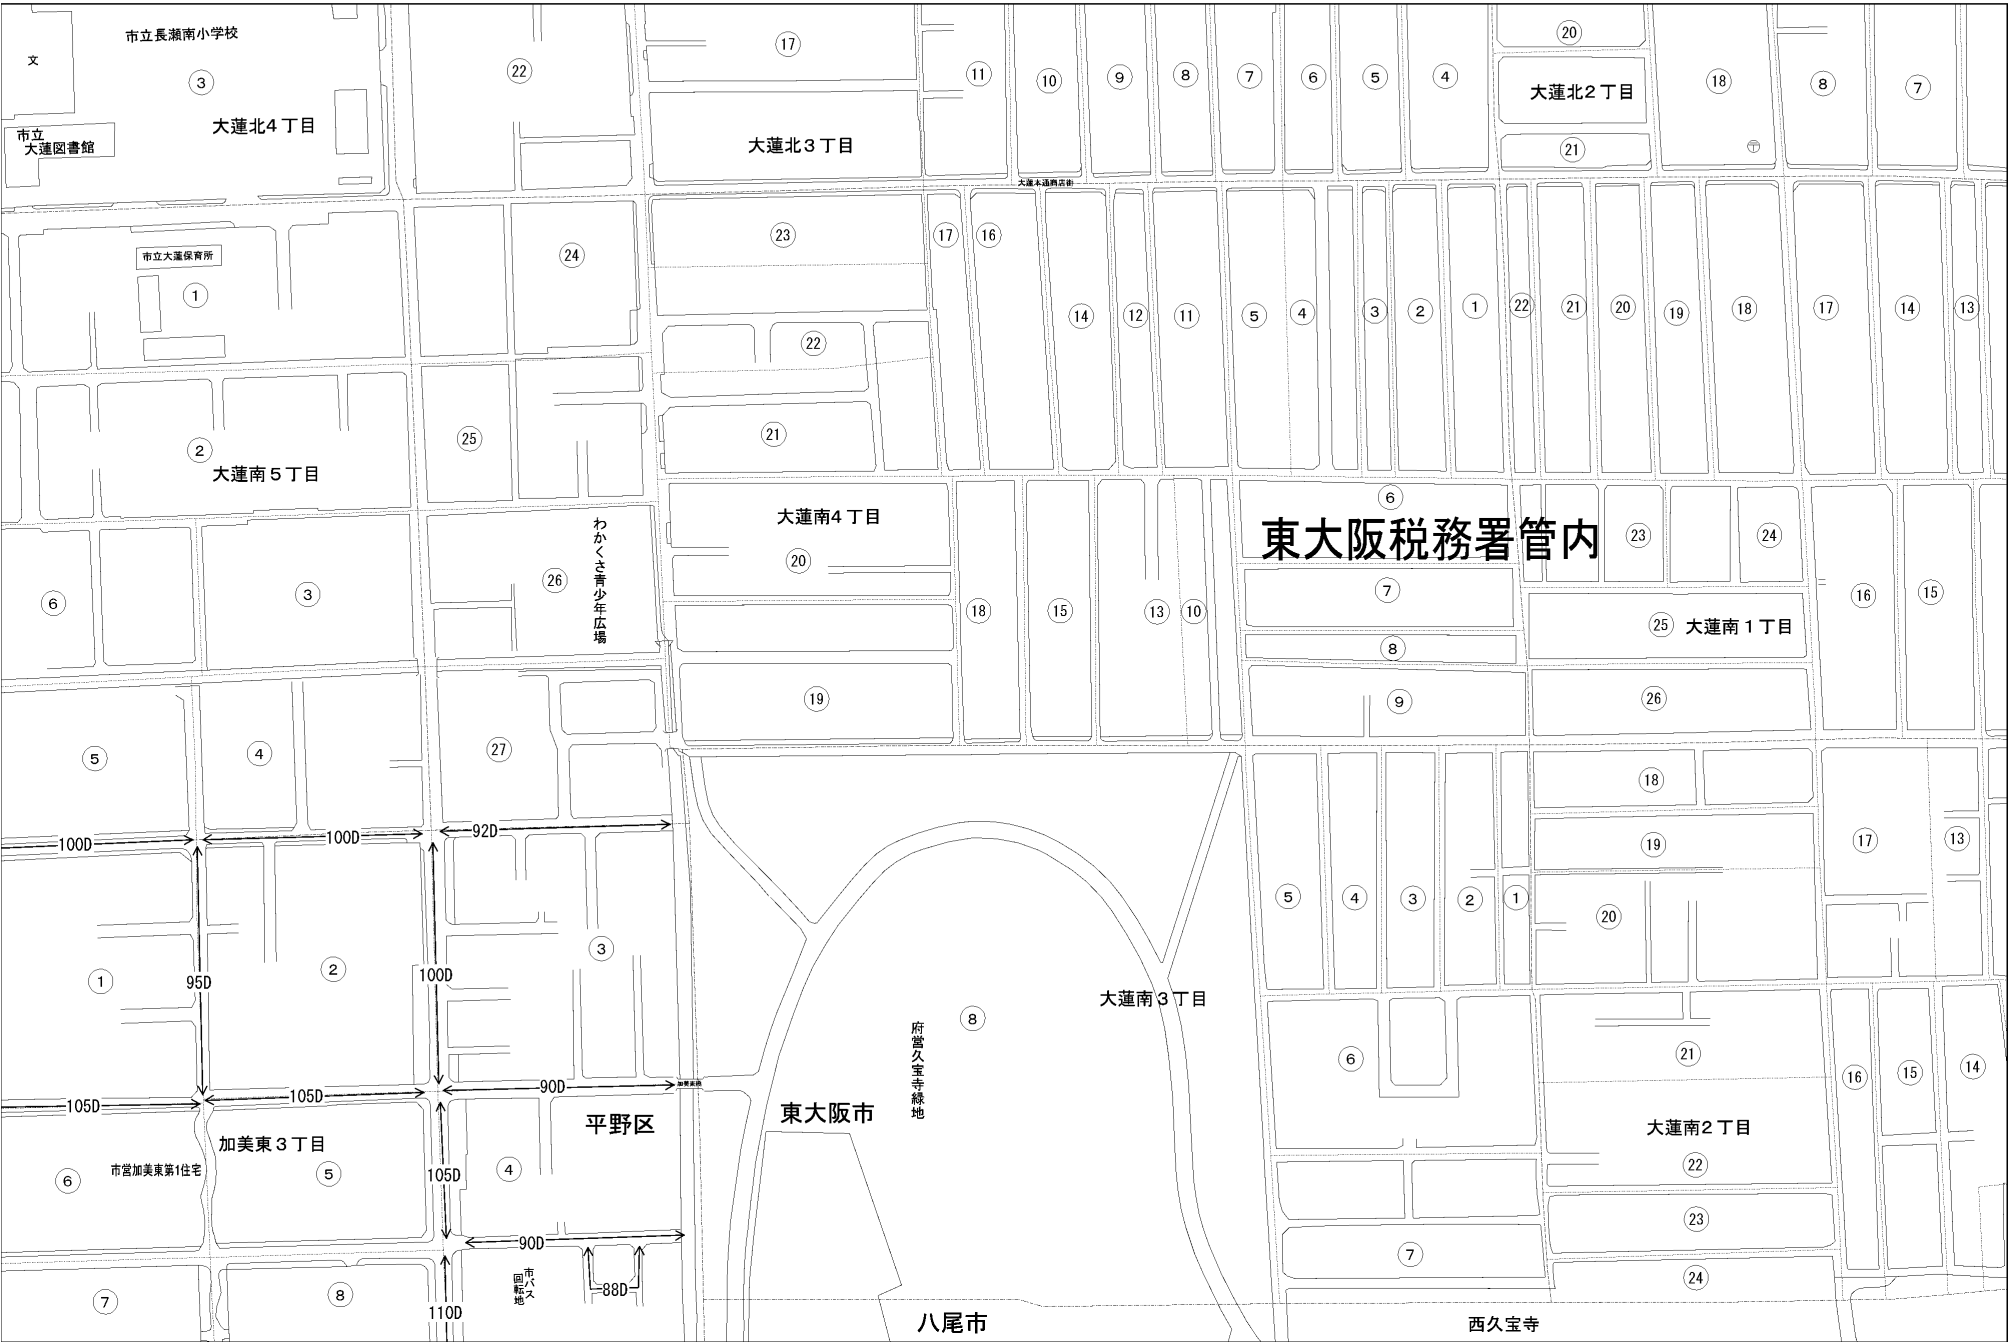 市立長瀬南小学校
文
③
大蓮北4丁目
市立
大蓮図書館
㉒
⑰
大蓮北3丁目
⑪
⑩
⑨
⑧
⑦
⑥
⑤
④
⑳
大蓮北2丁目
㉑
⑱
〒
⑧
⑦
大蓮本通商店街
市立大蓮保育所
①
㉔
㉓
⑰
⑯
⑭
⑫
⑪
⑤
④
③
②
①
㉒
㉑
⑳
⑲
⑱
⑰
⑭
⑬
㉒
㉑
②
大蓮南5丁目
㉕
大蓮南4丁目
⑳
わかくさ青少年広場
㉖
⑥
③
⑱
⑮
⑬
⑩
⑥
東大阪税務署管内
⑦
⑧
⑨
㉓
㉔
㉕
大蓮南1丁目
㉖
⑯
⑮
⑲
⑤
④
㉗
100D
100D
92D
①
95D
②
100D
③
⑤
④
③
②
①
⑱
⑲
⑳
⑰
⑬
⑧
府営久宝寺緑地
大蓮南3丁目
⑥
㉑
⑯
⑮
⑭
105D
105D
90D
加美東橋
平野区
東大阪市
大蓮南2丁目
加美東3丁目
市営加美東第1住宅
⑥
⑤
105D
④
㉒
㉓
90D
⑦
㉔
市バス
回転地
88D
⑦
⑧
110D
八尾市
西久宝寺